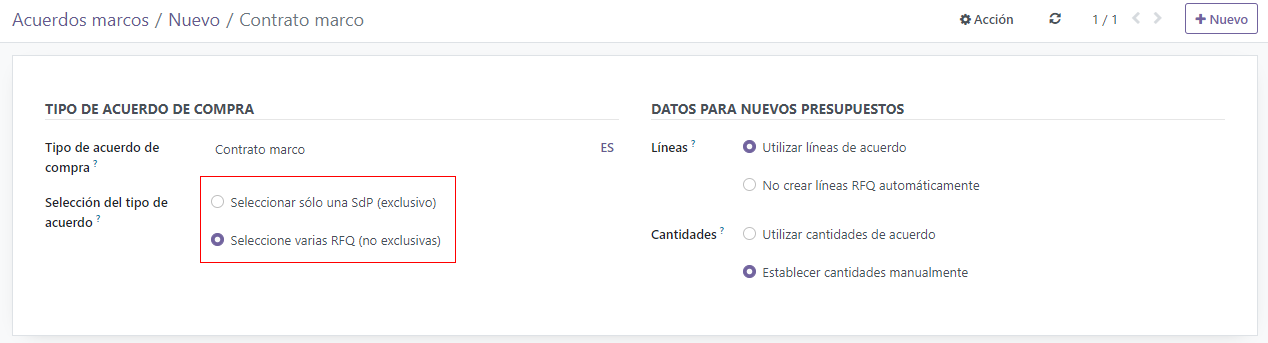 Acuerdos marcos / Nuevo / Contrato marco
Acción
1 / 1
Nuevo
TIPO DE ACUERDO DE COMPRA
Tipo de acuerdo de
compra ?
Contrato marco
ES
Selección del tipo de
acuerdo ?
Seleccionar sólo una SdP (exclusivo)
Seleccione varias RFQ (no exclusivas)
DATOS PARA NUEVOS PRESUPUESTOS
Líneas ?
Utilizar líneas de acuerdo
No crear líneas RFQ automáticamente
Cantidades ?
Utilizar cantidades de acuerdo
Establecer cantidades manualmente